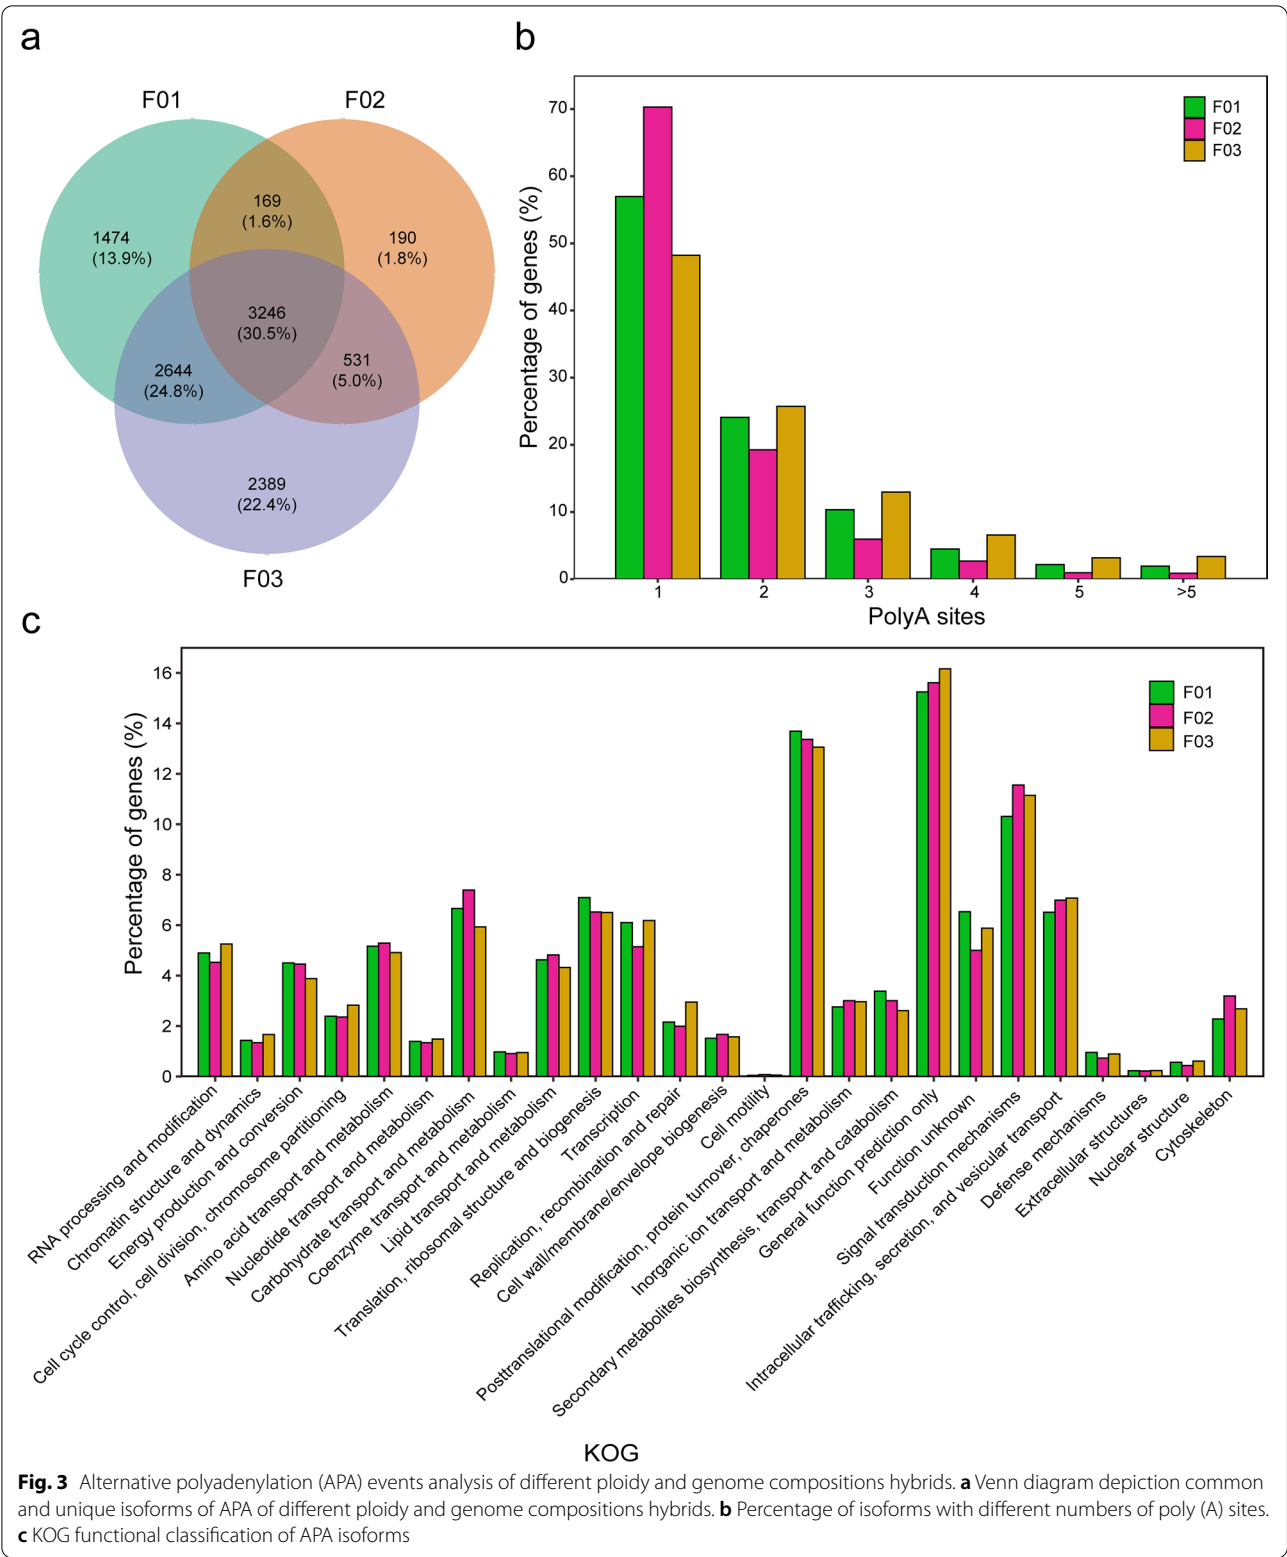 a
F01
F02
169
(1.6%)
1474
(13.9%)
190
(1.8%)
3246
(30.5%)
2644
(24.8%)
531
(5.0%)
2389
(22.4%)
F03
b
Percentage of genes (%)
70
60
50
40
30
20
10
0
F01
F02
F03
1 2 3 4 5 >5
PolyA sites
c
Percentage of genes (%)
16
14
12
10
8
6
4
2
0
F01
F02
F03
RNA processing and modification
Chromatin structure and dynamics
Energy production and conversion
Cell cycle control, cell division, chromosome partitioning
Amino acid transport and metabolism
Nucleotide transport and metabolism
Carbohydrate transport and metabolism
Coenzyme transport and metabolism
Lipid transport and metabolism
Translation, ribosomal structure and biogenesis
Transcription
Replication, recombination and repair
Cell wall/membrane/envelope biogenesis
Cell motility
Posttranslational modification, protein turnover, chaperones
Inorganic ion transport and metabolism
Secondary metabolites biosynthesis, transport and catabolism
General function prediction only
Function unknown
Signal transduction mechanisms
Intracellular trafficking, secretion, and vesicular transport
Defense mechanisms
Extracellular structures
Nuclear structure
Cytoskeleton
KOG
Fig. 3 Alternative polyadenylation (APA) events analysis of different ploidy and genome compositions hybrids. a Venn diagram depiction common
and unique isoforms of APA of different ploidy and genome compositions hybrids. b Percentage of isoforms with different numbers of poly (A) sites.
c KOG functional classification of APA isoforms